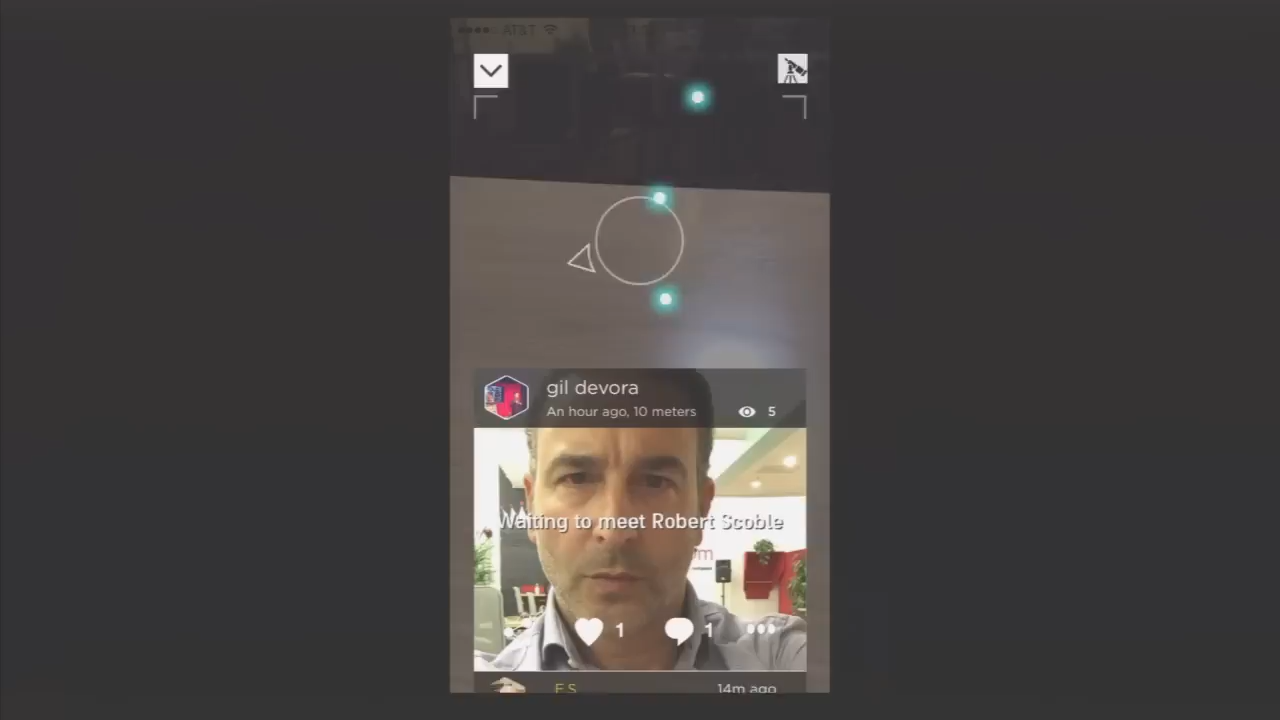 AT&T
gil devora
An hour ago, 10 meters 5
Waiting to meet Robert Scoble
1 1
E.S
14m ago